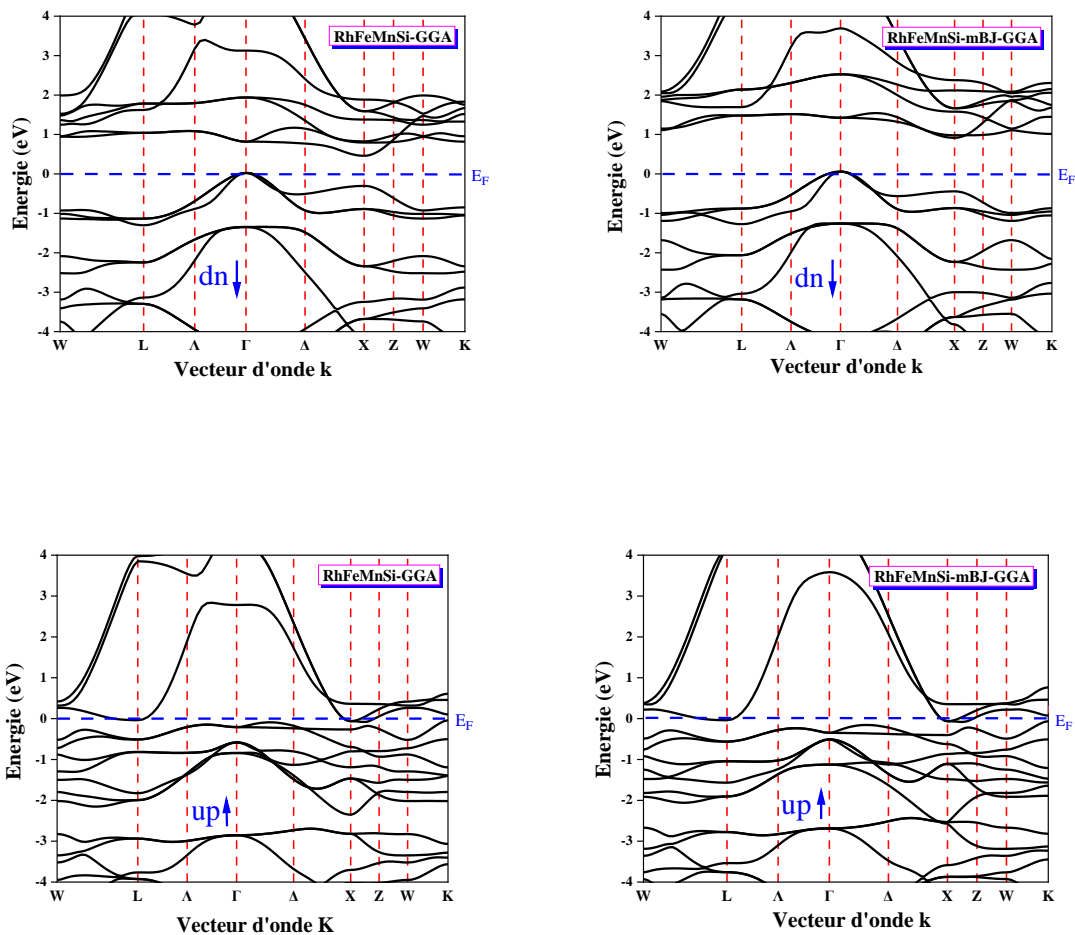 RhFeMnSi-GGA
4
3
2
1
0
-1
-2
-3
-4
Energie (eV)
E_F
dn
W L Λ Γ Δ X Z W K
Vecteur d'onde k
RhFeMnSi-mBJ-GGA
4
3
2
1
0
-1
-2
-3
-4
Energie (eV)
E_F
dn
W L Λ Γ Δ X Z W K
Vecteur d'onde k
RhFeMnSi-GGA
4
3
2
1
0
-1
-2
-3
-4
Energie (eV)
E_F
up
W L Λ Γ Δ X Z W K
Vecteur d'onde K
RhFeMnSi-mBJ-GGA
4
3
2
1
0
-1
-2
-3
-4
Energie (eV)
E_F
up
W L Λ Γ Δ X Z W K
Vecteur d'onde k